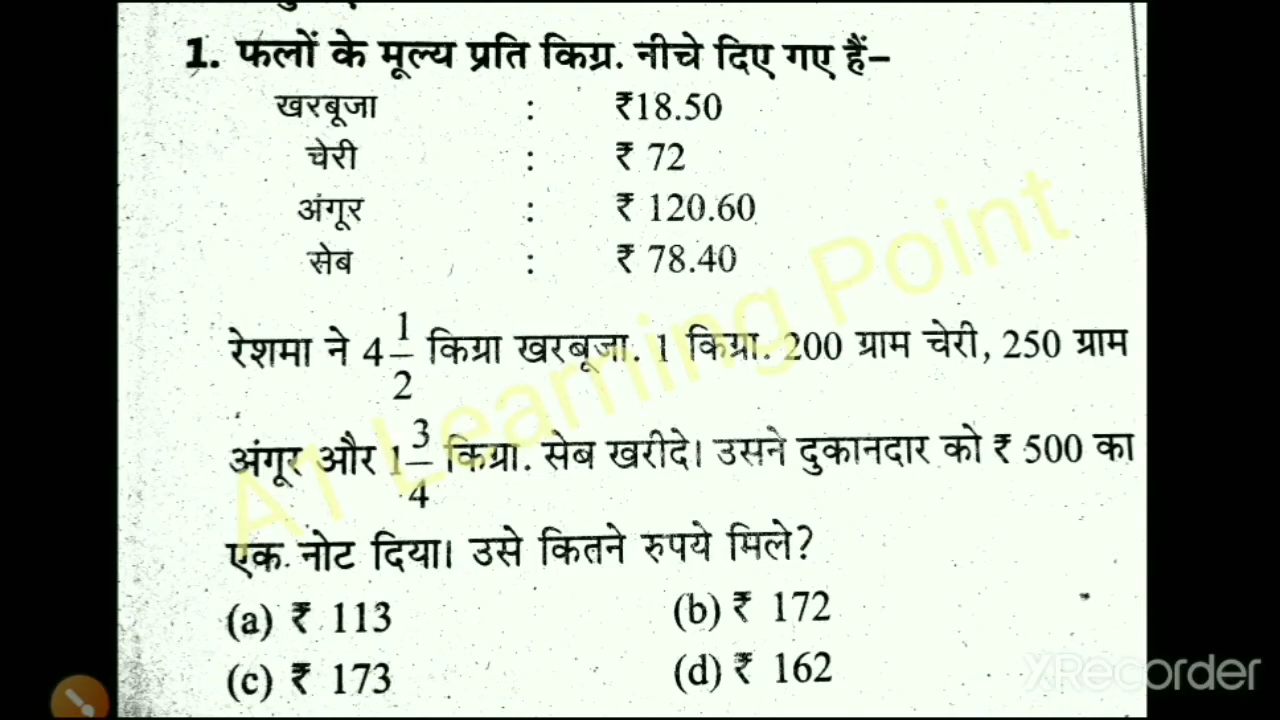 1. फलों के मूल्य प्रति किग्र. नीचे दिए गए हैं–
खरबूजा : ₹18.50
चेरी : ₹ 72
अंगूर : ₹ 120.60
सेब : ₹ 78.40
रेशमा ने 4 1/2 किग्रा खरबूजा. 1 किग्रा. 200 ग्राम चेरी, 250 ग्राम
अंगूर और 1 3/4 किग्रा. सेब खरीदे। उसने दुकानदार को ₹ 500 का
एक नोट दिया। उसे कितने रुपये मिले?
(a) ₹ 113 (b) ₹ 172
(c) ₹ 173 (d) ₹ 162
A1 Learning Point
XRecorder